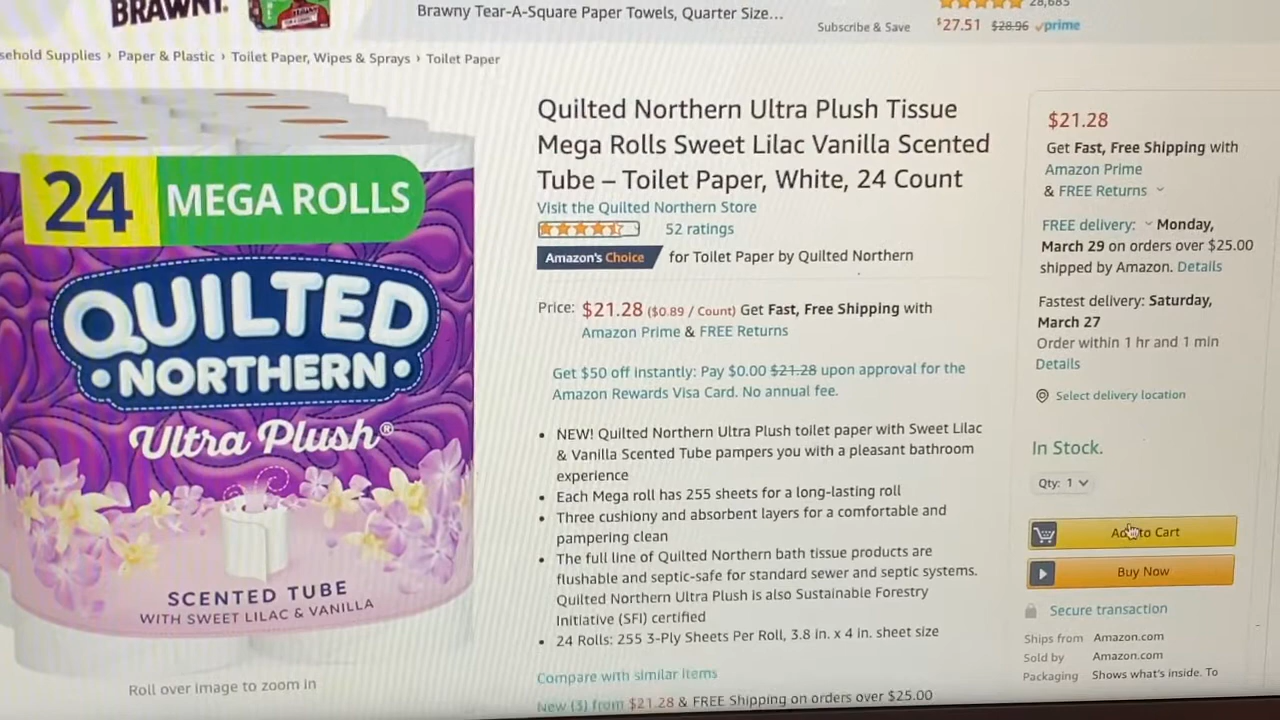 BRAWNY.
Brawny Tear-A-Square Paper Towels, Quarter Size...
28,685
Subscribe & Save
$27.51 $28.96 prime
sehold Supplies › Paper & Plastic › Toilet Paper, Wipes & Sprays › Toilet Paper
24 MEGA ROLLS
QUILTED
NORTHERN
Ultra Plush®
SCENTED TUBE
WITH SWEET LILAC & VANILLA
Roll over image to zoom in
Quilted Northern Ultra Plush Tissue
Mega Rolls Sweet Lilac Vanilla Scented
Tube – Toilet Paper, White, 24 Count
Visit the Quilted Northern Store
52 ratings
Amazon's Choice for Toilet Paper by Quilted Northern
Price: $21.28 ($0.89 / Count) Get Fast, Free Shipping with
Amazon Prime & FREE Returns
Get $50 off instantly: Pay $0.00 $21.28 upon approval for the
Amazon Rewards Visa Card. No annual fee.
• NEW! Quilted Northern Ultra Plush toilet paper with Sweet Lilac
& Vanilla Scented Tube pampers you with a pleasant bathroom
experience
• Each Mega roll has 255 sheets for a long-lasting roll
• Three cushiony and absorbent layers for a comfortable and
pampering clean
• The full line of Quilted Northern bath tissue products are
flushable and septic-safe for standard sewer and septic systems.
Quilted Northern Ultra Plush is also Sustainable Forestry
Initiative (SFI) certified
• 24 Rolls: 255 3-Ply Sheets Per Roll, 3.8 in. x 4 in. sheet size
Compare with similar items
New (3) from $21.28 & FREE Shipping on orders over $25.00
$21.28
Get Fast, Free Shipping with
Amazon Prime
& FREE Returns
FREE delivery: Monday,
March 29 on orders over $25.00
shipped by Amazon. Details
Fastest delivery: Saturday,
March 27
Order within 1 hr and 1 min
Details
Select delivery location
In Stock.
Qty: 1
Add to Cart
Buy Now
Secure transaction
Ships from Amazon.com
Sold by Amazon.com
Packaging Shows what's inside. To